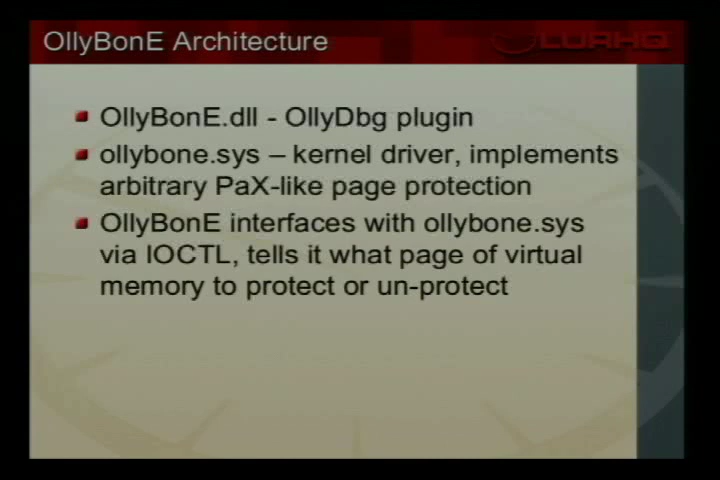 OllyBonE Architecture
LURHQ
OllyBonE.dll - OllyDbg plugin
ollybone.sys – kernel driver, implements
arbitrary PaX-like page protection
OllyBonE interfaces with ollybone.sys
via IOCTL, tells it what page of virtual
memory to protect or un-protect